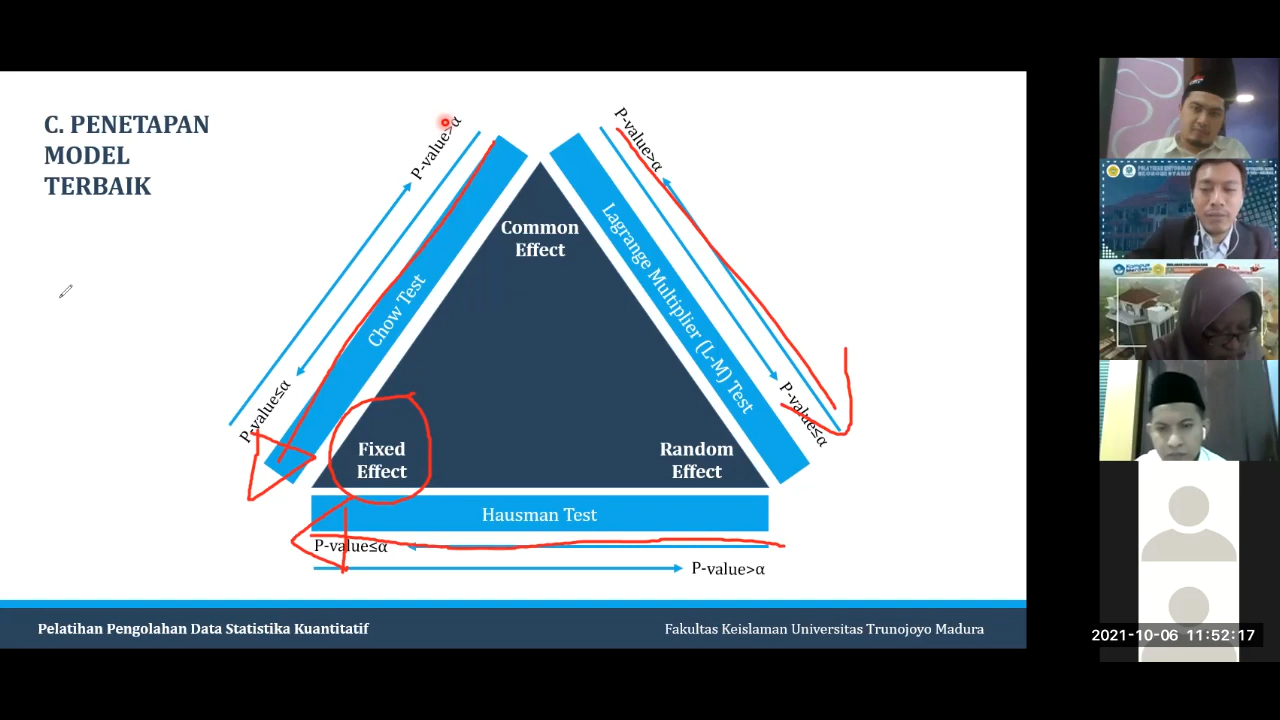 C. PENETAPAN
MODEL
TERBAIK
P-value>α
P-value>α
Common
Effect
Chow Test
Lagrange Multiplier (L-M) Test
P-value≤α
P-value≤α
Fixed
Effect
Random
Effect
Hausman Test
P-value≤α
P-value>α
Pelatihan Pengolahan Data Statistika Kuantitatif
Fakultas Keislaman Universitas Trunojoyo Madura
2021-10-06 11:52:17